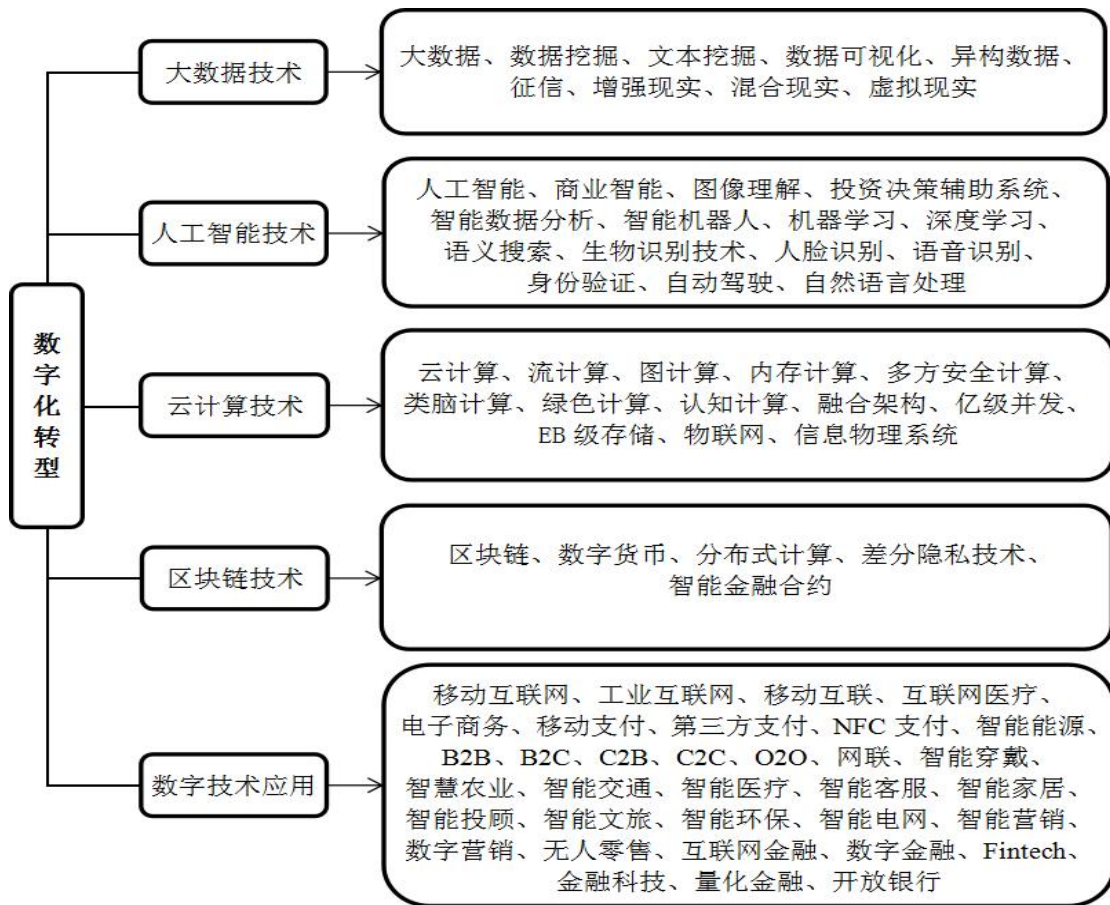 数字化转型
大数据技术
大数据、数据挖掘、文本挖掘、数据可视化、异构数据、
征信、增强现实、混合现实、虚拟现实
人工智能技术
人工智能、商业智能、图像理解、投资决策辅助系统、
智能数据分析、智能机器人、机器学习、深度学习、
语义搜索、生物识别技术、人脸识别、语音识别、
身份验证、自动驾驶、自然语言处理
云计算技术
云计算、流计算、图计算、内存计算、多方安全计算、
类脑计算、绿色计算、认知计算、融合架构、亿级并发、
EB 级存储、物联网、信息物理系统
区块链技术
区块链、数字货币、分布式计算、差分隐私技术、
智能金融合约
数字技术应用
移动互联网、工业互联网、移动互联、互联网医疗、
电子商务、移动支付、第三方支付、NFC 支付、智能能源、
B2B、B2C、C2B、C2C、O2O、网联、智能穿戴、
智慧农业、智能交通、智能医疗、智能客服、智能家居、
智能投顾、智能文旅、智能环保、智能电网、智能营销、
数字营销、无人零售、互联网金融、数字金融、Fintech、
金融科技、量化金融、开放银行